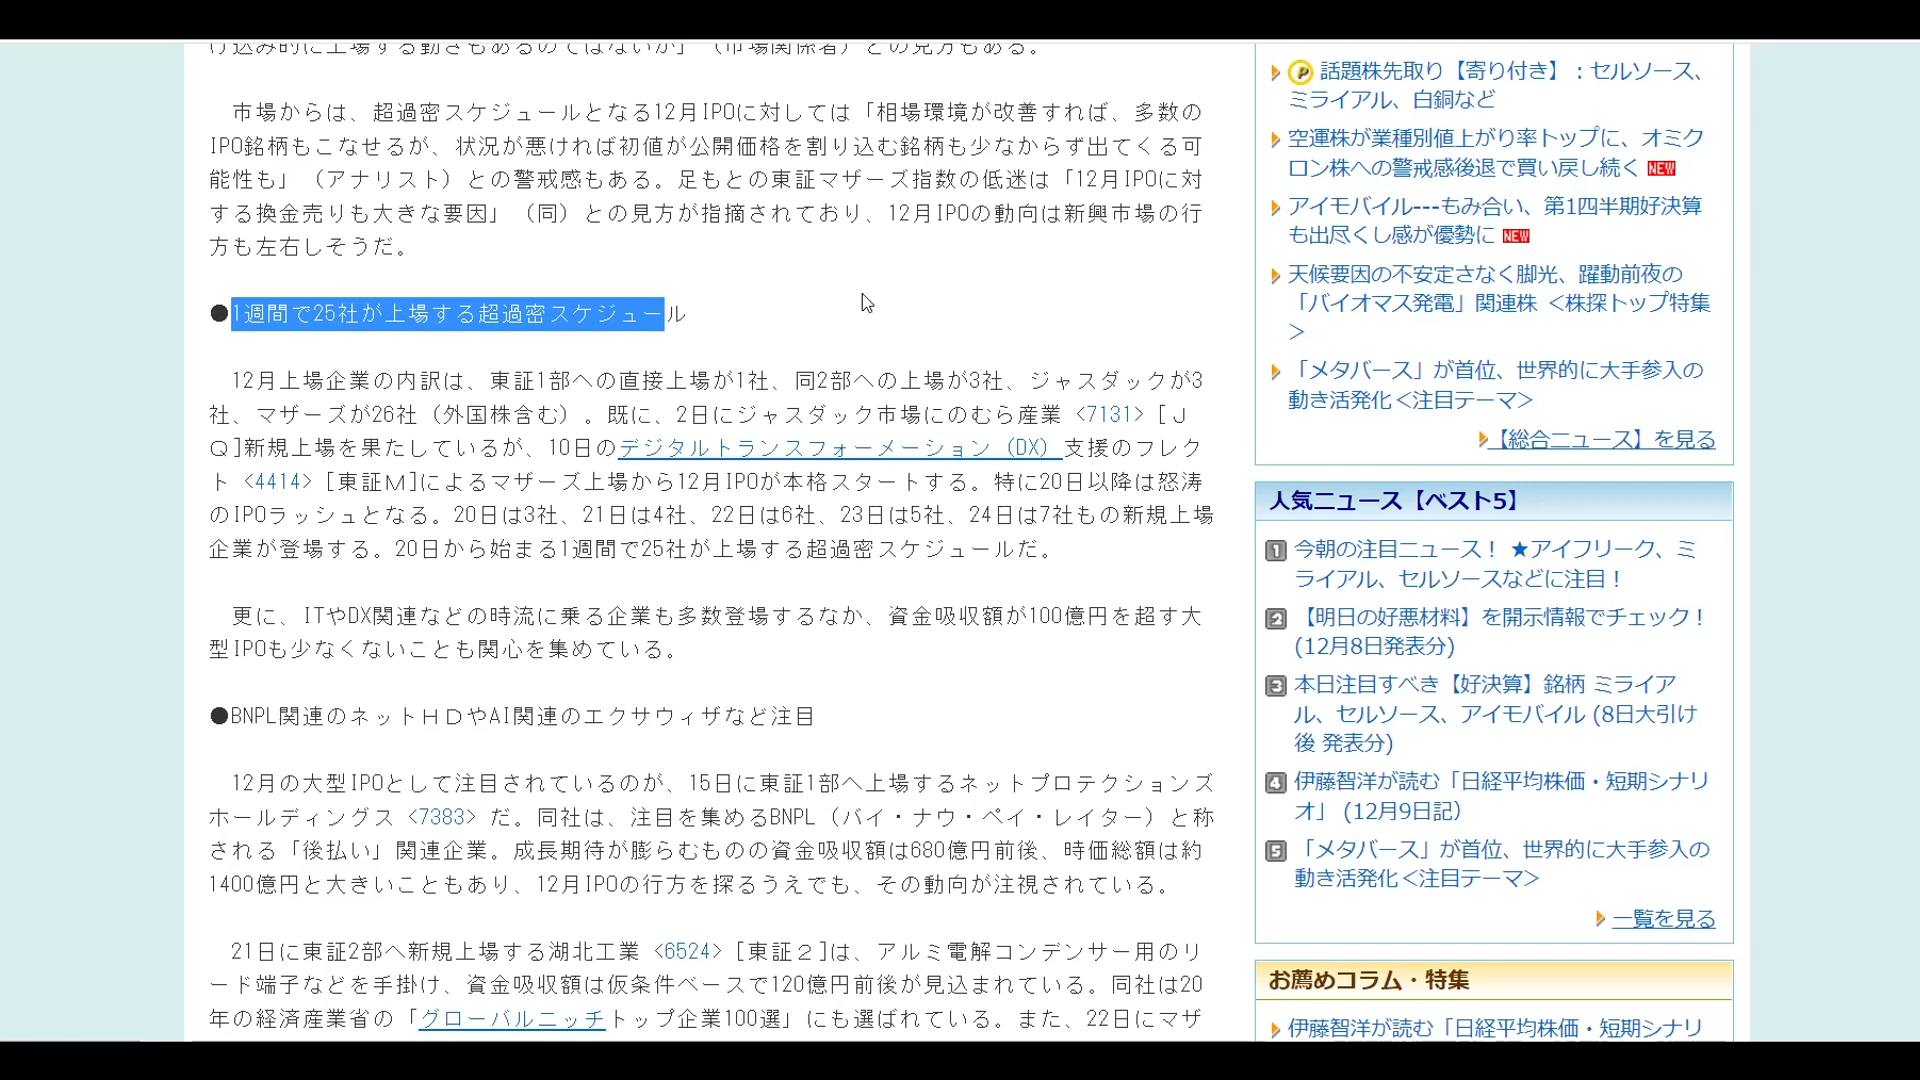 け込み的に上場する動きもあるのではないか」（市場関係者）との見方もある。
市場からは、超過密スケジュールとなる12月IPOに対しては「相場環境が改善すれば、多数の
IPO銘柄もこなせるが、状況が悪ければ初値が公開価格を割り込む銘柄も少なからず出てくる可
能性も」（アナリスト）との警戒感もある。足もとの東証マザーズ指数の低迷は「12月IPOに対
する換金売りも大きな要因」（同）との見方が指摘されており、12月IPOの動向は新興市場の行
方も左右しそうだ。
●1週間で25社が上場する超過密スケジュール
12月上場企業の内訳は、東証1部への直接上場が1社、同2部への上場が3社、ジャスダックが3
社、マザーズが26社（外国株含む）。既に、2日にジャスダック市場にのむら産業 <7131> [Ｊ
Ｑ]新規上場を果たしているが、10日のデジタルトランスフォーメーション（DX）支援のフレク
ト <4414> [東証Ｍ]によるマザーズ上場から12月IPOが本格スタートする。特に20日以降は怒涛
のIPOラッシュとなる。20日は3社、21日は4社、22日は6社、23日は5社、24日は7社もの新規上場
企業が登場する。20日から始まる1週間で25社が上場する超過密スケジュールだ。
更に、ITやDX関連などの時流に乗る企業も多数登場するなか、資金吸収額が100億円を超す大
型IPOも少なくないことも関心を集めている。
●BNPL関連のネットＨＤやAI関連のエクサウィザなど注目
12月の大型IPOとして注目されているのが、15日に東証1部へ上場するネットプロテクションズ
ホールディングス <7383> だ。同社は、注目を集めるBNPL（バイ・ナウ・ペイ・レイター）と称
される「後払い」関連企業。成長期待が膨らむものの資金吸収額は680億円前後、時価総額は約
1400億円と大きいこともあり、12月IPOの行方を探るうえでも、その動向が注視されている。
21日に東証2部へ新規上場する湖北工業 <6524> [東証２]は、アルミ電解コンデンサー用のリ
ード端子などを手掛け、資金吸収額は仮条件ベースで120億円前後が見込まれている。同社は20
年の経済産業省の「グローバルニッチトップ企業100選」にも選ばれている。また、22日にマザ
P 話題株先取り【寄り付き】：セルソース、
ミライアル、白銅など
空運株が業種別値上がり率トップに、オミク
ロン株への警戒感後退で買い戻し続く NEW
アイモバイル---もみ合い、第1四半期好決算
も出尽くし感が優勢に NEW
天候要因の不安定さなく脚光、躍動前夜の
「バイオマス発電」関連株 ＜株探トップ特集
＞
「メタバース」が首位、世界的に大手参入の
動き活発化＜注目テーマ＞
【総合ニュース】を見る
人気ニュース【ベスト5】
1 今朝の注目ニュース！ ★アイフリーク、ミ
ライアル、セルソースなどに注目！
2 【明日の好悪材料】を開示情報でチェック！
(12月8日発表分)
3 本日注目すべき【好決算】銘柄 ミライア
ル、セルソース、アイモバイル (8日大引け
後 発表分)
4 伊藤智洋が読む「日経平均株価・短期シナリ
オ」 (12月9日記）
5 「メタバース」が首位、世界的に大手参入の
動き活発化＜注目テーマ＞
一覧を見る
お薦めコラム・特集
伊藤智洋が読む「日経平均株価・短期シナリ